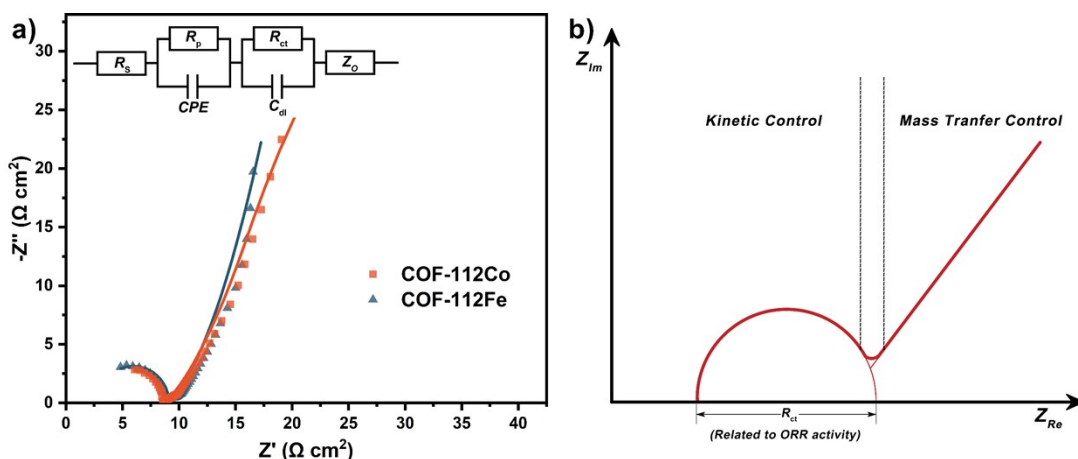 a)
30
25
20
15
10
5
0
-Z'' (Ω cm²)
R_S
R_p
CPE
R_ct
C_dl
Z_O
COF-112Co
COF-112Fe
0 5 10 15 20 25 30 35 40
Z' (Ω cm²)
b)
Z_Im
Kinetic Control
Mass Tranfer Control
R_ct
(Related to ORR activity)
Z_Re